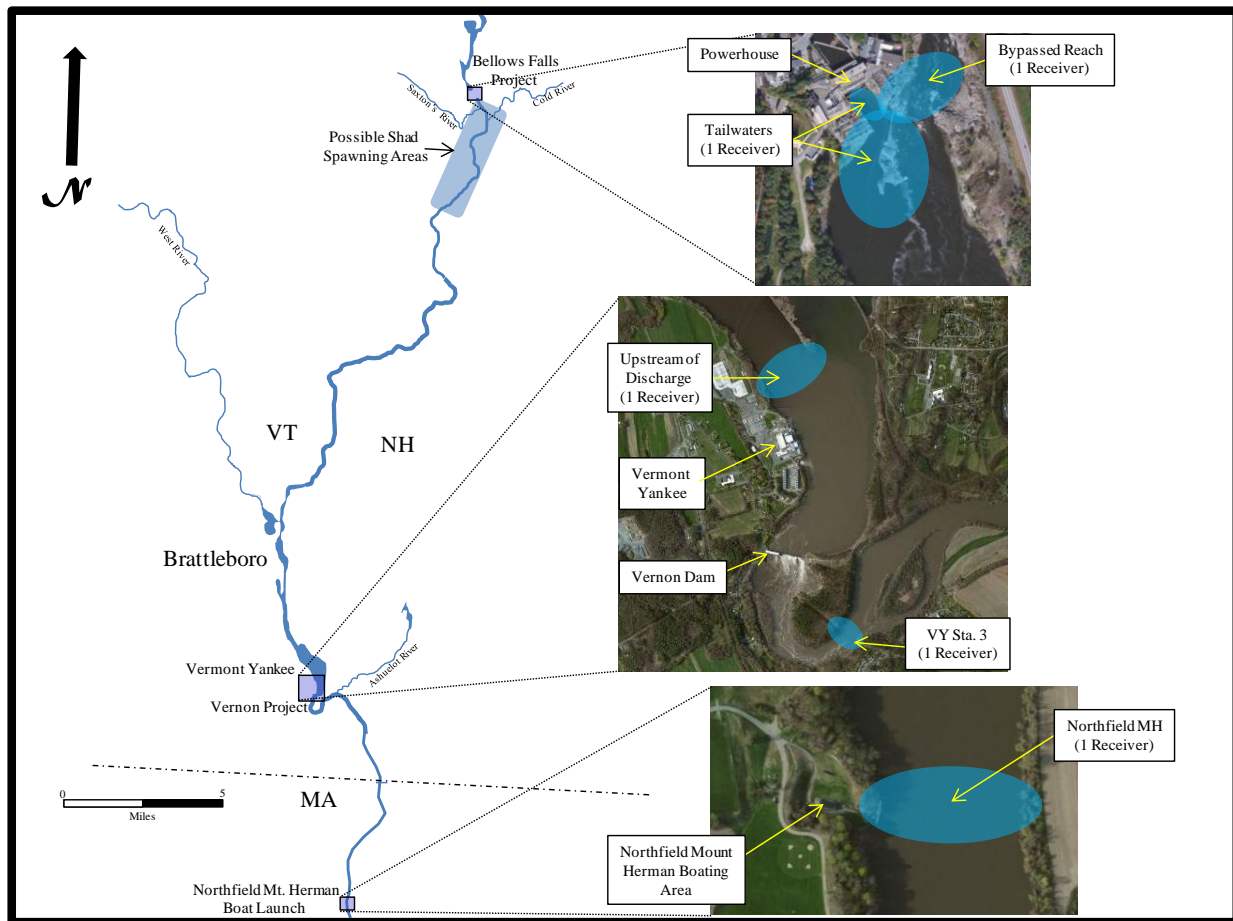 N
Bellows Falls
Project
Saxton's River
Cold River
Possible Shad
Spawning Areas
West River
VT
NH
Brattleboro
Vermont Yankee
Vernon Project
Ashuelot River
MA
0
5
Miles
Northfield Mt. Herman
Boat Launch
Powerhouse
Bypassed Reach
(1 Receiver)
Tailwaters
(1 Receiver)
Upstream of
Discharge
(1 Receiver)
Vermont
Yankee
Vernon Dam
VY Sta. 3
(1 Receiver)
Northfield MH
(1 Receiver)
Northfield Mount
Herman Boating
Area